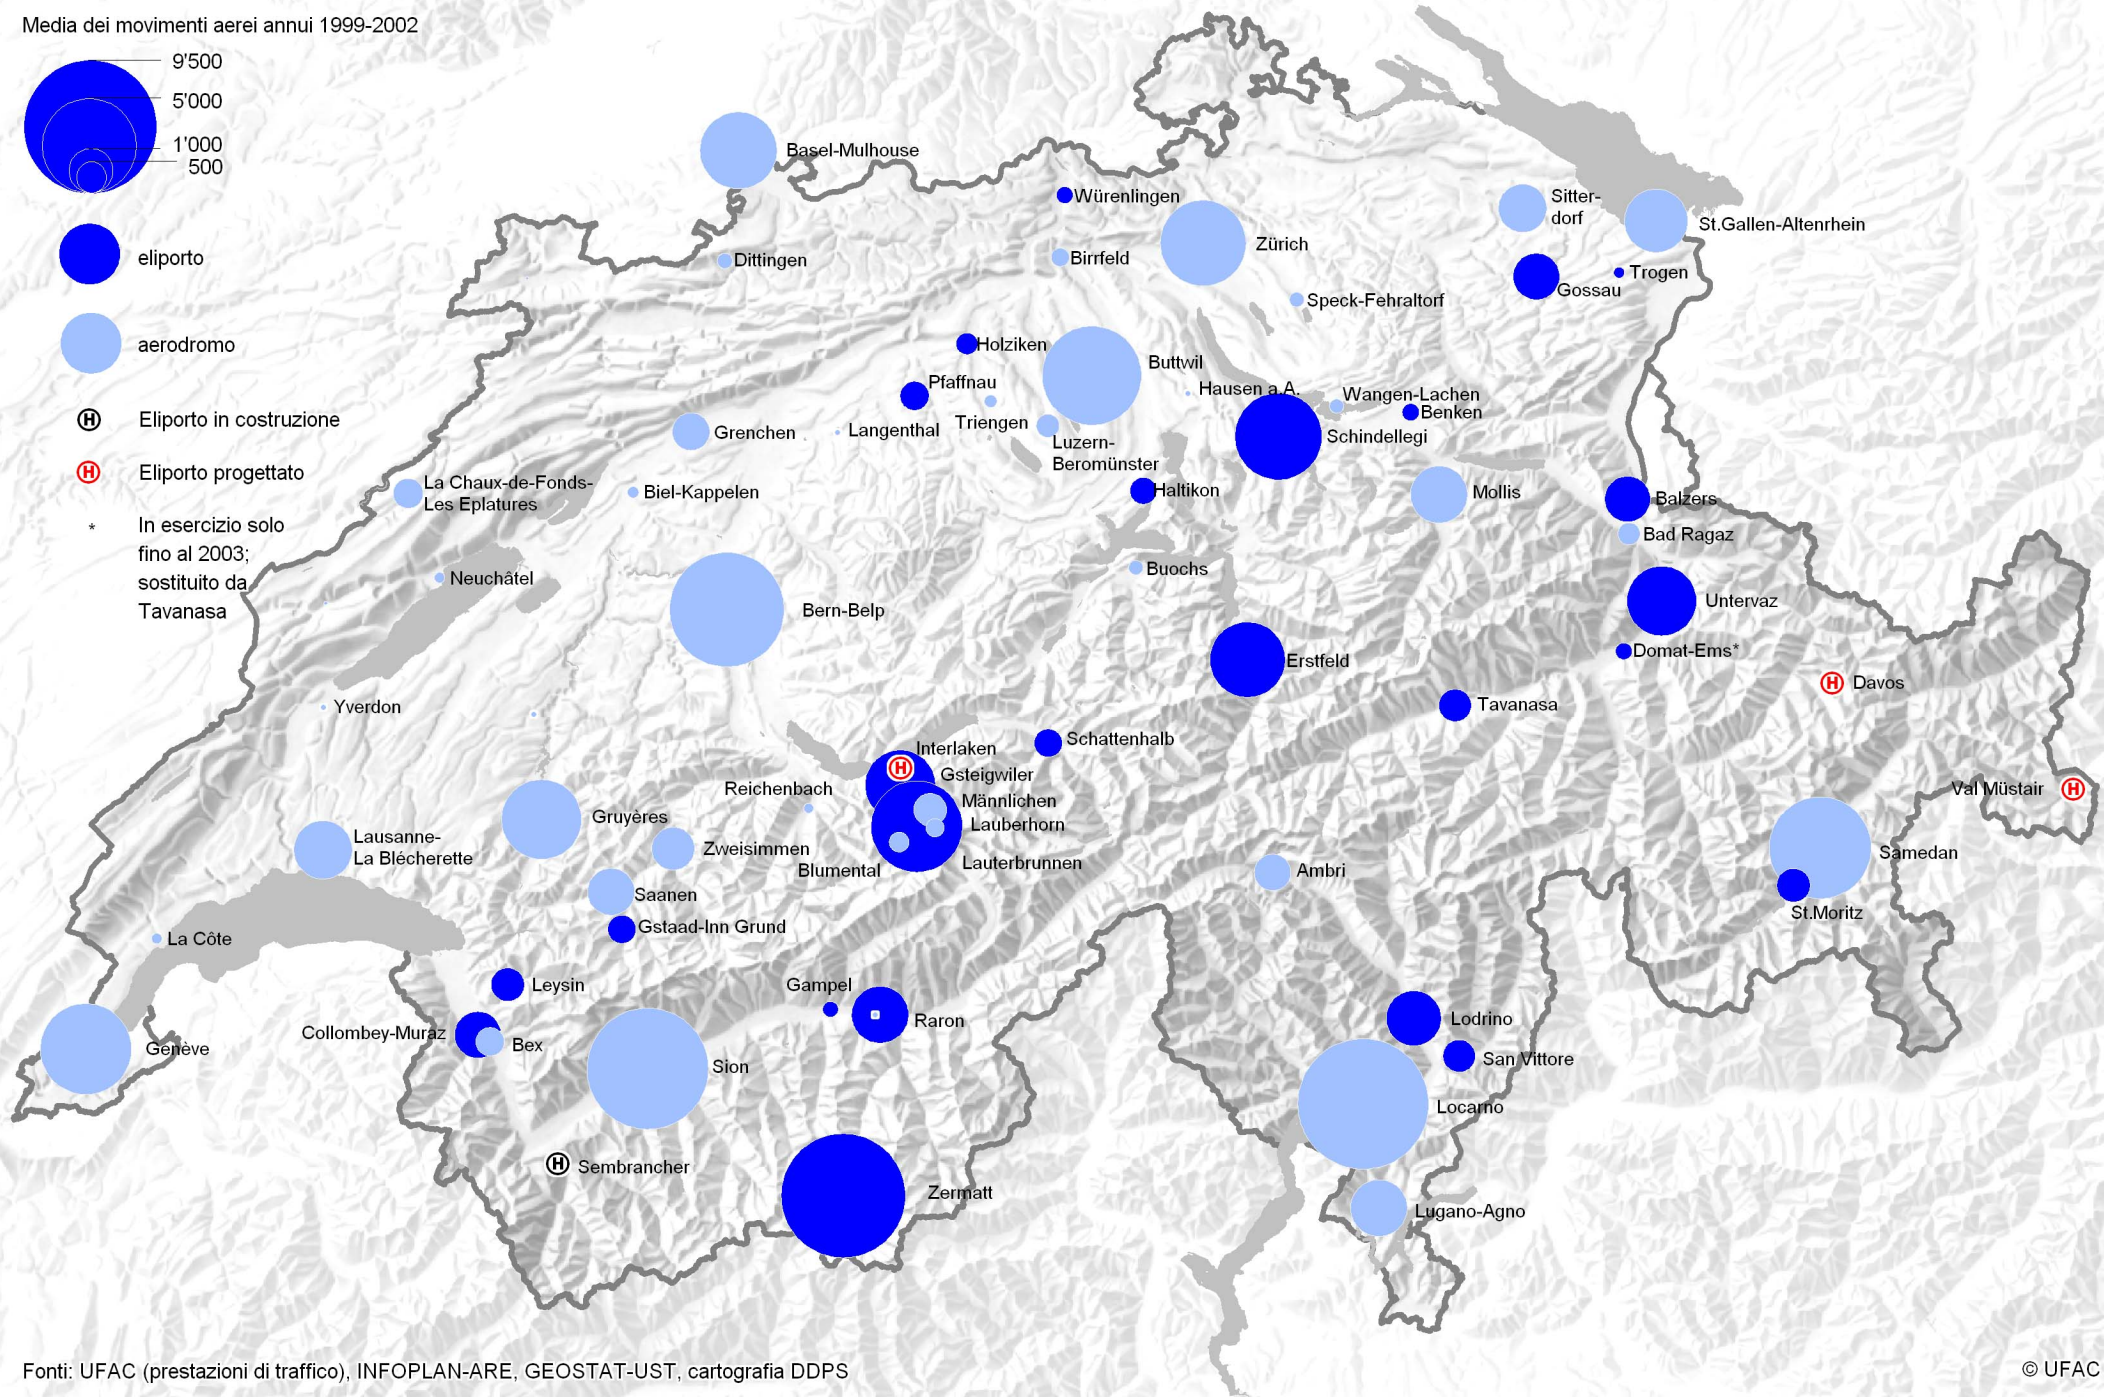 Media dei movimenti aerei annui 1999-2002
9'500
5'000
1'000
500
eliporto
aerodromo
H Eliporto in costruzione
H Eliporto progettato
* In esercizio solo
fino al 2003;
sostituito da
Tavanasa
Basel-Mulhouse
Würenlingen
Sitter-
dorf
St.Gallen-Altenrhein
Zürich
Dittingen
Birrfeld
Trogen
Gossau
Speck-Fehraltorf
Holziken
Buttwil
Pfaffnau
Hausen a.A.
Wangen-Lachen
Benken
Triengen
Langenthal
Grenchen
Luzern-
Beromünster
Schindellegi
La Chaux-de-Fonds-
Les Eplatures
Biel-Kappelen
Haltikon
Mollis
Balzers
Bad Ragaz
Buochs
Neuchâtel
Bern-Belp
Untervaz
Domat-Ems*
Erstfeld
H Davos
Yverdon
Tavanasa
Schattenhalb
Interlaken
H
Gsteigwiler
Reichenbach
Männlichen
Lauberhorn
Lauterbrunnen
Blumental
Val Müstair H
Gruyères
Lausanne-
La Blécherette
Zweisimmen
Samedan
Ambri
Saanen
St.Moritz
Gstaad-Inn Grund
La Côte
Leysin
Gampel
Raron
Lodrino
Collombey-Muraz
Bex
Genève
San Vittore
Sion
Locarno
H Sembrancher
Zermatt
Lugano-Agno
Fonti: UFAC (prestazioni di traffico), INFOPLAN-ARE, GEOSTAT-UST, cartografia DDPS
© UFAC